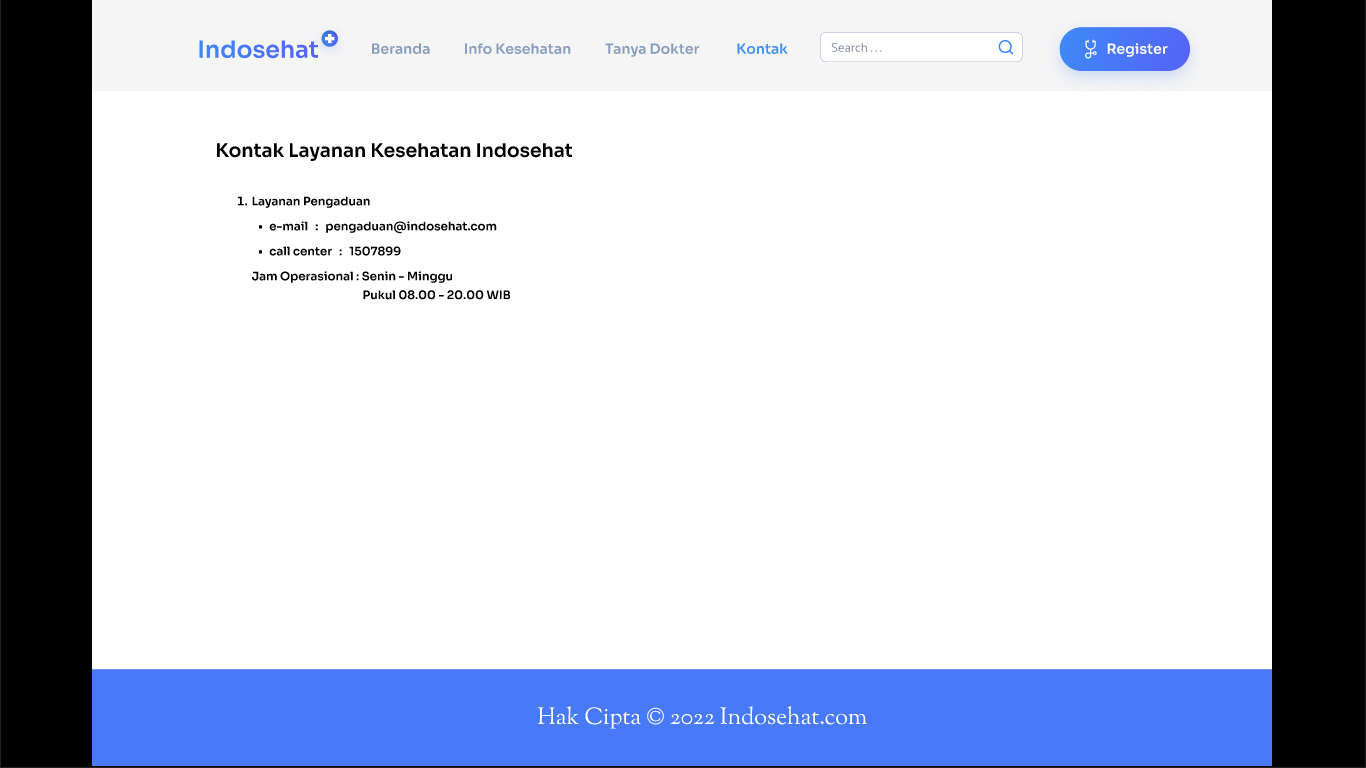 Indosehat
Beranda
Info Kesehatan
Tanya Dokter
Kontak
Search . . .
Register
Kontak Layanan Kesehatan Indosehat
1. Layanan Pengaduan
▪ e-mail : pengaduan@indosehat.com
▪ call center : 1507899
Jam Operasional : Senin - Minggu
Pukul 08.00 - 20.00 WIB
Hak Cipta © 2022 Indosehat.com